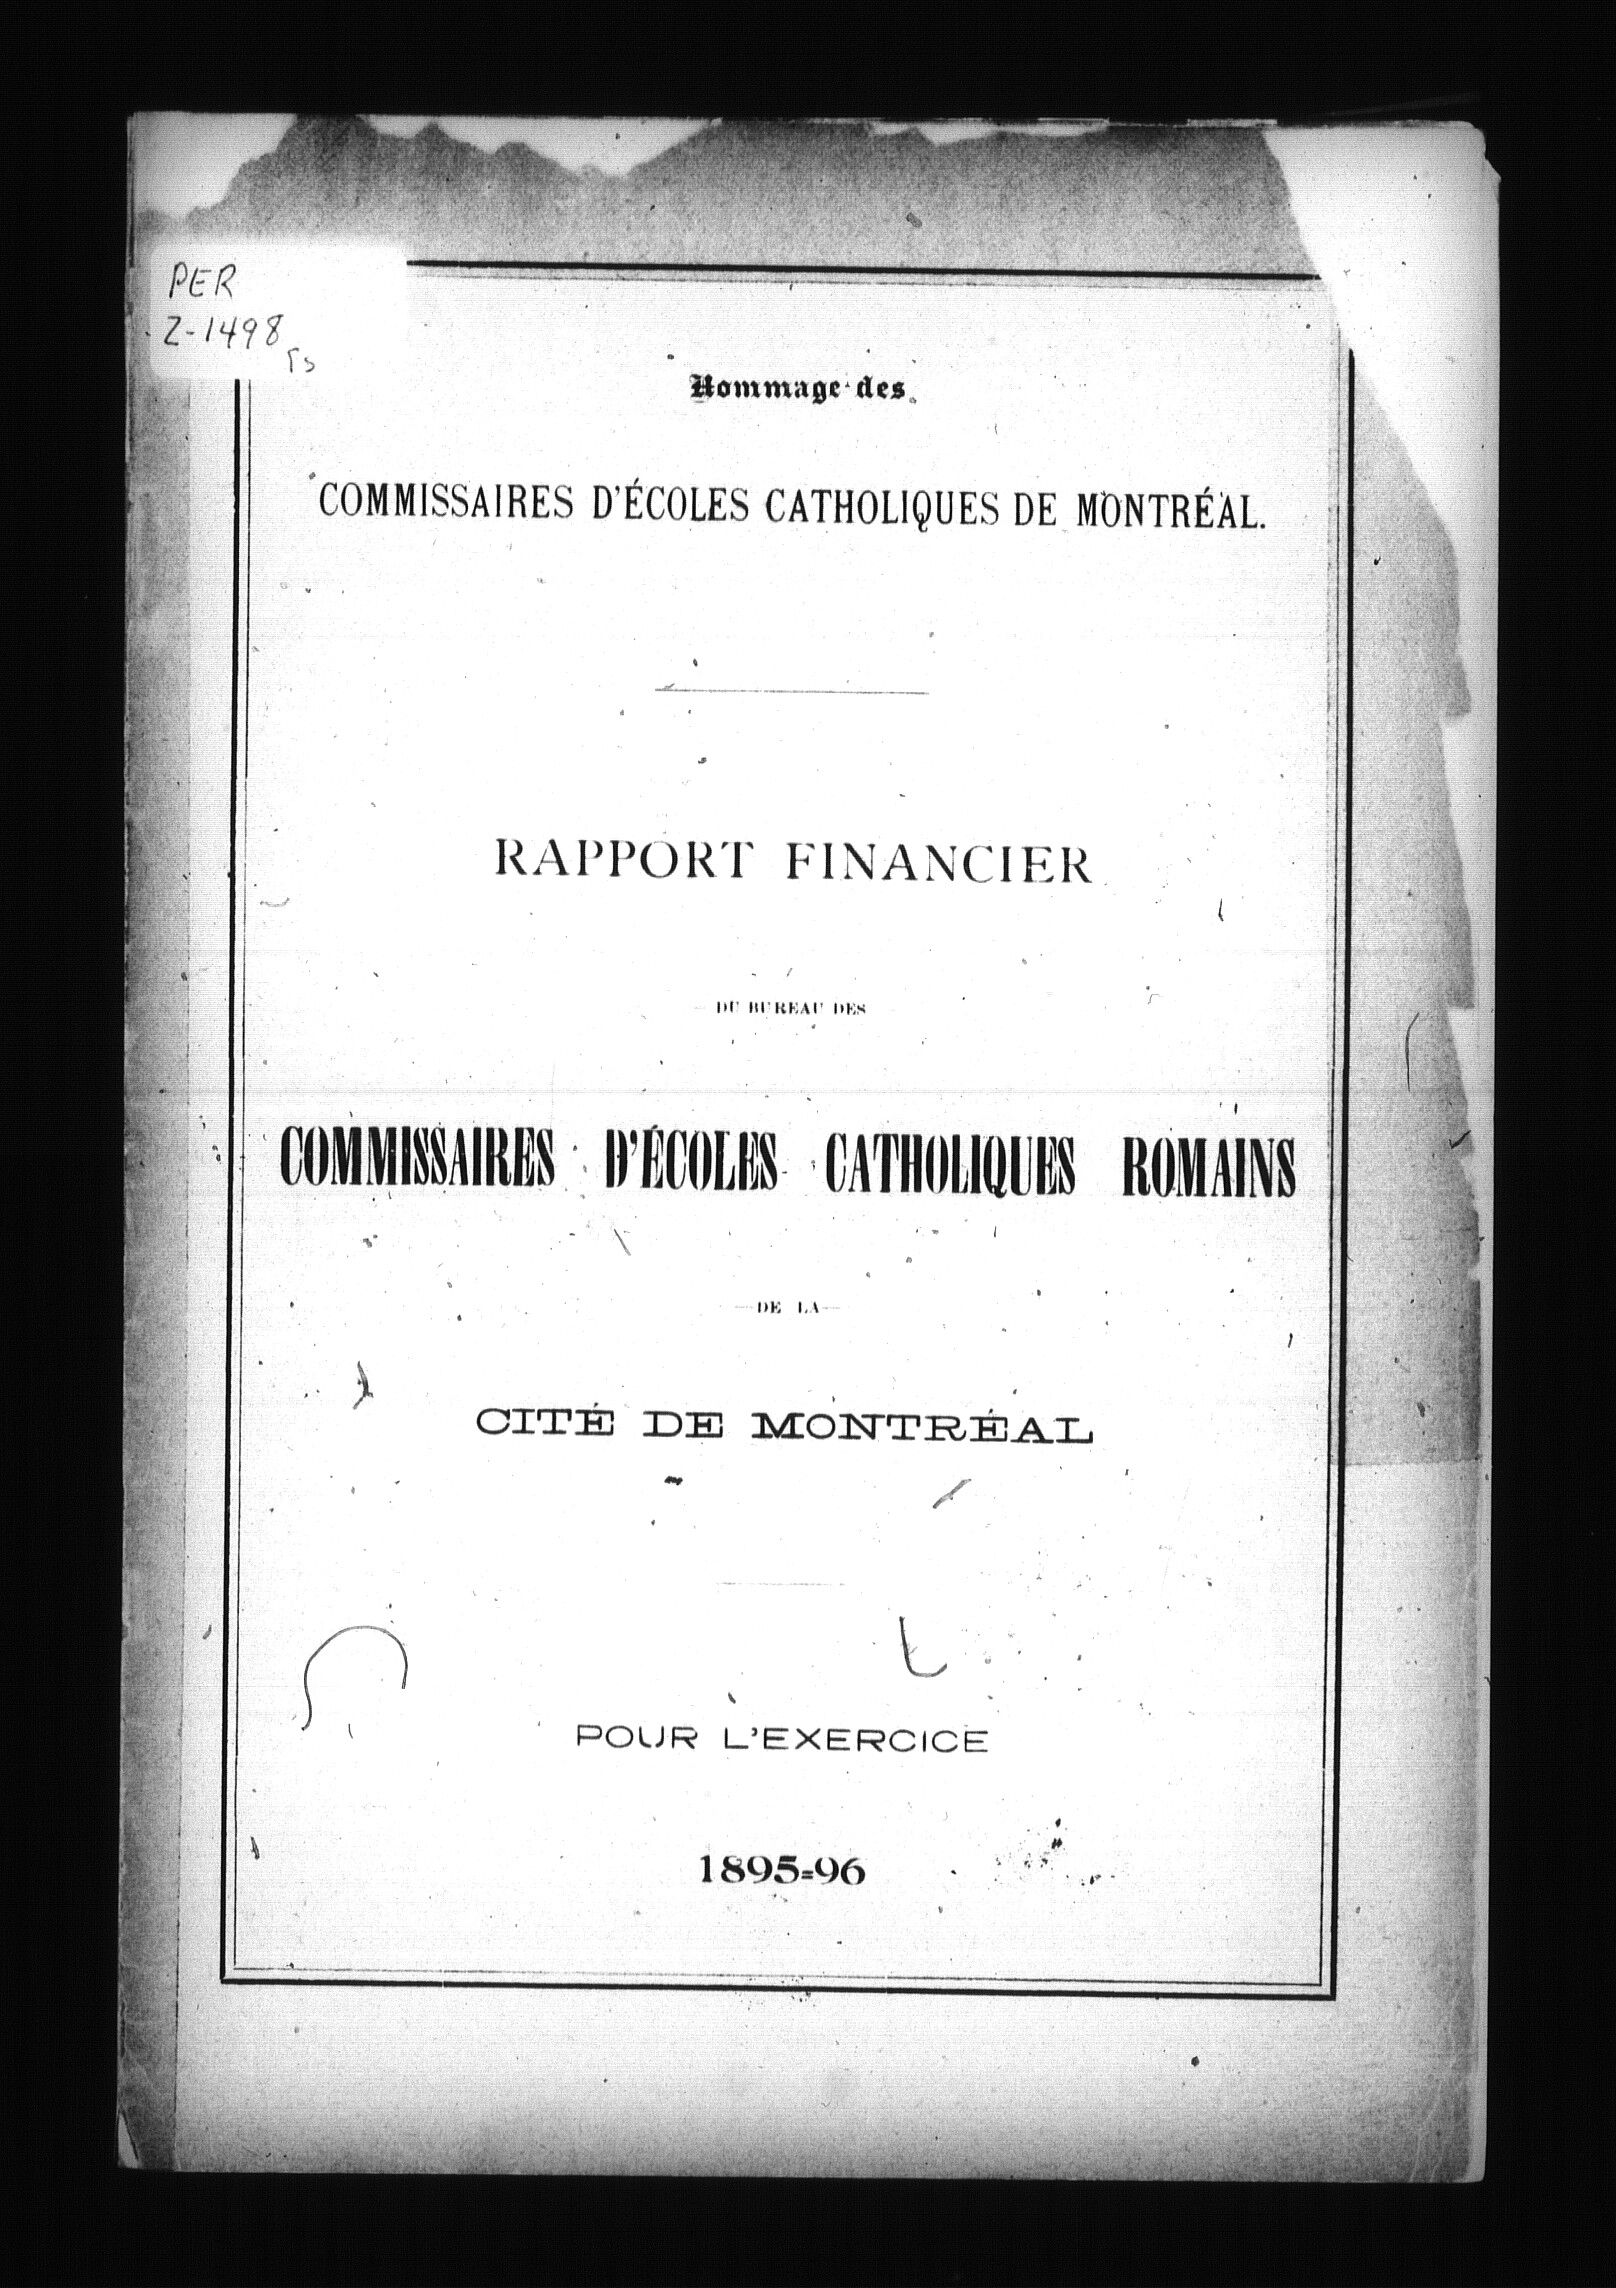 PER
Z-1498
Hommage des
COMMISSAIRES D'ÉCOLES CATHOLIQUES DE MONTRÉAL.
RAPPORT FINANCIER
DU BUREAU DES
COMMISSAIRES D'ÉCOLES CATHOLIQUES ROMAINS
—DE LA—
CITÉ DE MONTRÉAL
POUR L'EXERCICE
1895=96